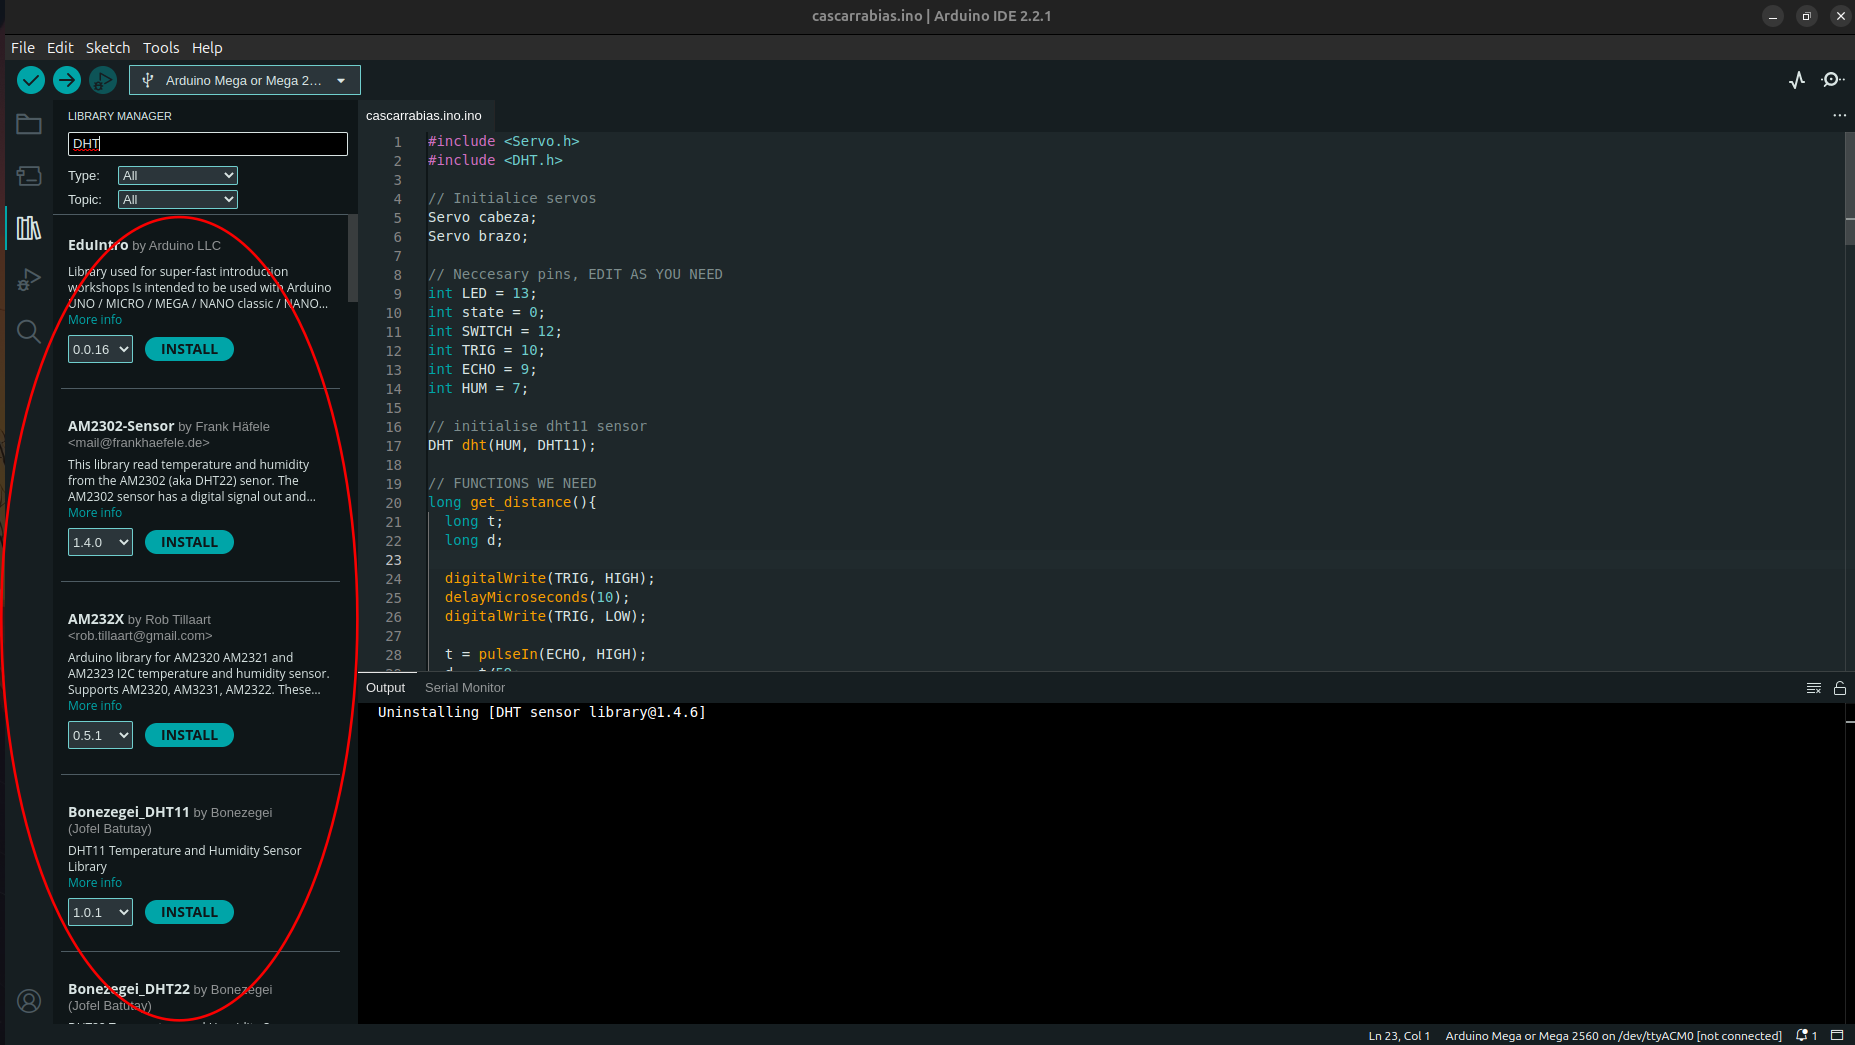 cascarrabias.ino | Arduino IDE 2.2.1
File Edit Sketch Tools Help
Arduino Mega or Mega 2...
LIBRARY MANAGER
DHT
Type: All
Topic: All
EduIntro by Arduino LLC
Library used for super-fast introduction
workshops Is intended to be used with Arduino
UNO / MICRO / MEGA / NANO classic / NANO...
More info
0.0.16 INSTALL
AM2302-Sensor by Frank Häfele
<mail@frankhaefele.de>
This library read temperature and humidity
from the AM2302 (aka DHT22) senor. The
AM2302 sensor has a digital signal out and...
More info
1.4.0 INSTALL
AM232X by Rob Tillaart
<rob.tillaart@gmail.com>
Arduino library for AM2320 AM2321 and
AM2323 I2C temperature and humidity sensor.
Supports AM2320, AM3231, AM2322. These...
More info
0.5.1 INSTALL
Bonezegei_DHT11 by Bonezegei
(Jofel Batutay)
DHT11 Temperature and Humidity Sensor
Library
More info
1.0.1 INSTALL
Bonezegei_DHT22 by Bonezegei
(Jofel Batutay)
cascarrabias.ino.ino
1 #include <Servo.h>
2 #include <DHT.h>
3
4 // Initialice servos
5 Servo cabeza;
6 Servo brazo;
7
8 // Neccesary pins, EDIT AS YOU NEED
9 int LED = 13;
10 int state = 0;
11 int SWITCH = 12;
12 int TRIG = 10;
13 int ECHO = 9;
14 int HUM = 7;
15
16 // initialise dht11 sensor
17 DHT dht(HUM, DHT11);
18
19 // FUNCTIONS WE NEED
20 long get_distance(){
21 long t;
22 long d;
23
24 digitalWrite(TRIG, HIGH);
25 delayMicroseconds(10);
26 digitalWrite(TRIG, LOW);
27
28 t = pulseIn(ECHO, HIGH);
Output Serial Monitor
Uninstalling [DHT sensor library@1.4.6]
Ln 23, Col 1 Arduino Mega or Mega 2560 on /dev/ttyACM0 [not connected] 1